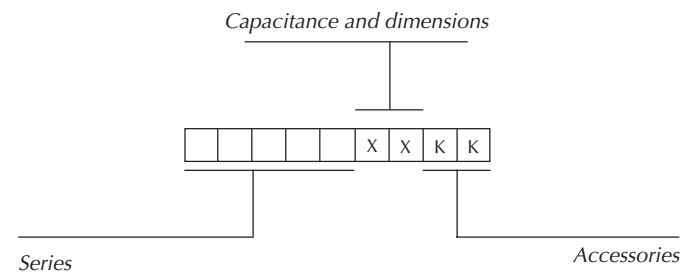 Capacitance and dimensions
X X K K
Series
Accessories